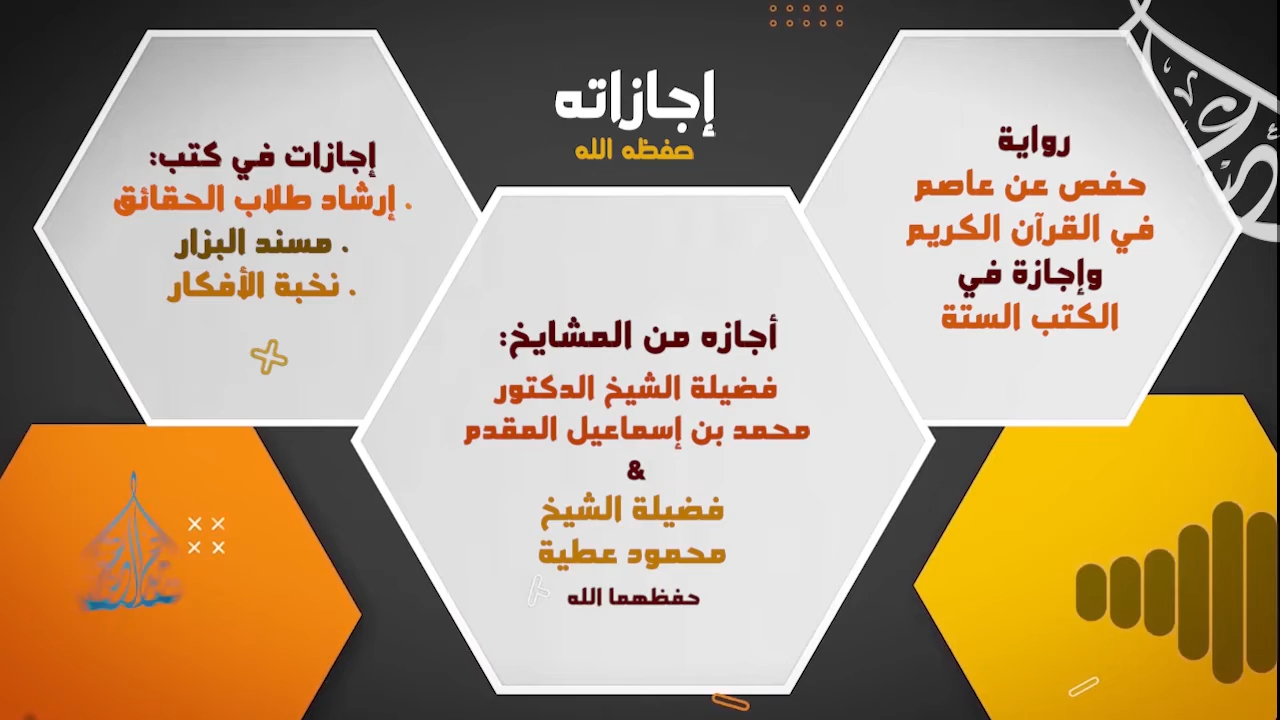 إجازاته
حفظه الله
رواية
حفص عن عاصم
في القرآن الكريم
وإجازة في
الكتب الستة
أجازه من المشايخ:
فضيلة الشيخ الدكتور
محمد بن إسماعيل المقدم
&
فضيلة الشيخ
محمود عطية
حفظهما الله
إجازات في كتب:
. إرشاد طلاب الحقائق
. مسند البزار
. نخبة الأفكار